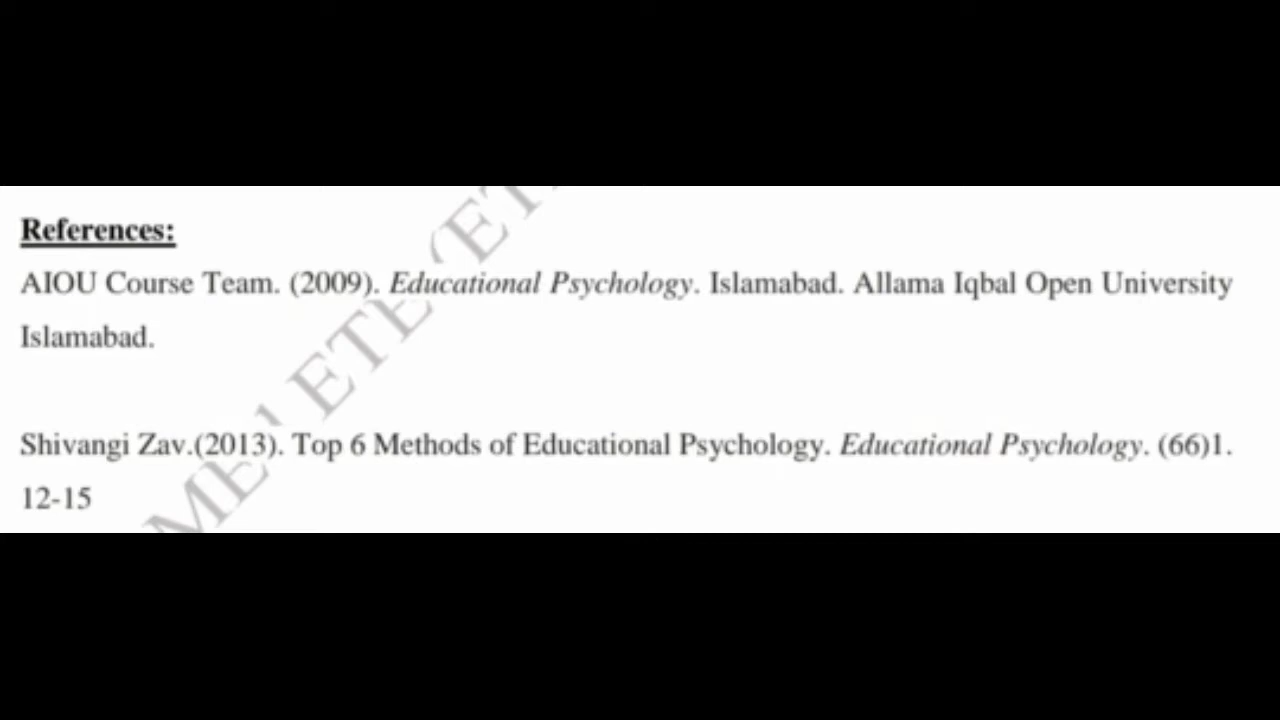 References:
AIOU Course Team. (2009). Educational Psychology. Islamabad. Allama Iqbal Open University
Islamabad.
Shivangi Zav.(2013). Top 6 Methods of Educational Psychology. Educational Psychology. (66)1.
12-15